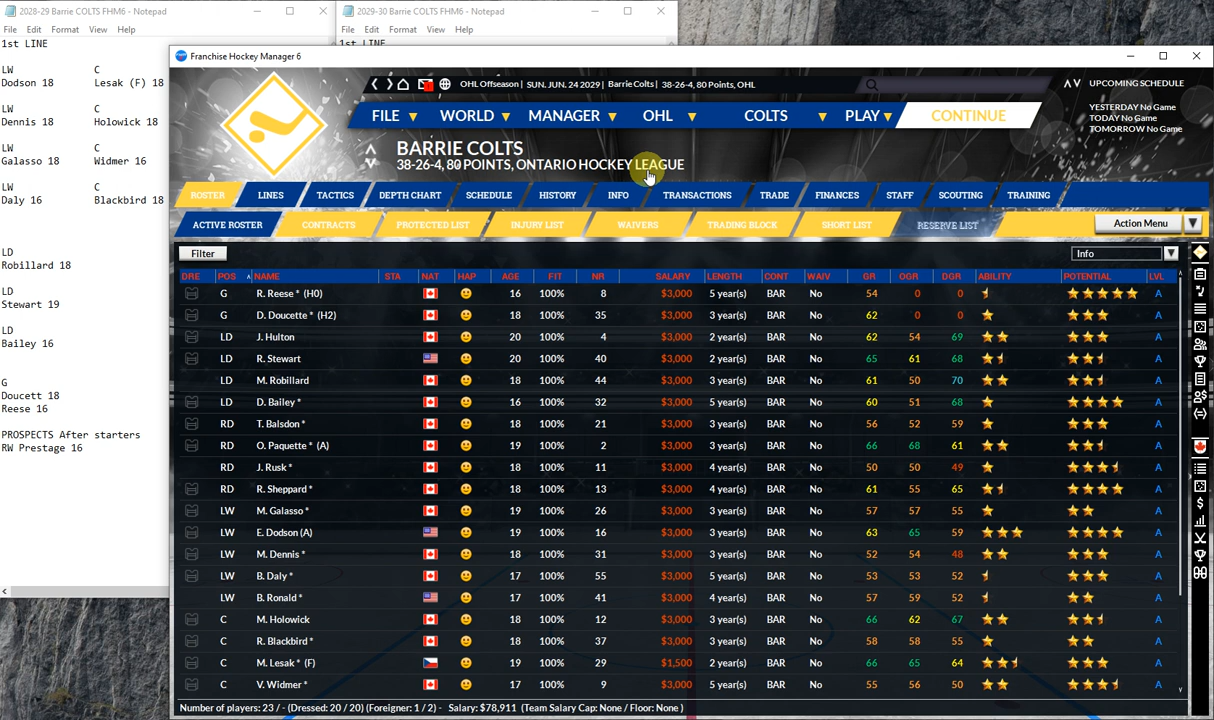 2028-29 Barrie COLTS FHM6 - Notepad
File Edit Format View Help
1st LINE
LW C
Dodson 18 Lesak (F) 18
LW C
Dennis 18 Holowick 18
LW C
Galasso 18 Widmer 16
LW C
Daly 16 Blackbird 18
LD
Robillard 18
LD
Stewart 19
LD
Bailey 16
G
Doucett 18
Reese 16
PROSPECTS After starters
RW Prestage 16
2029-30 Barrie COLTS FHM6 - Notepad
File Edit Format View Help
1st LINE
Franchise Hockey Manager 6
OHL Offseason | SUN. JUN. 24 2029 | Barrie Colts | 38-26-4, 80 Points, OHL
UPCOMING SCHEDULE
YESTERDAY No Game
TODAY No Game
TOMORROW No Game
FILE WORLD MANAGER OHL COLTS PLAY CONTINUE
BARRIE COLTS
38-26-4, 80 POINTS, ONTARIO HOCKEY LEAGUE
ROSTER LINES TACTICS DEPTH CHART SCHEDULE HISTORY INFO TRANSACTIONS TRADE FINANCES STAFF SCOUTING TRAINING
ACTIVE ROSTER CONTRACTS PROTECTED LIST INJURY LIST WAIVERS TRADING BLOCK SHORT LIST RESERVE LIST Action Menu
Filter Info
DRE POS NAME STA NAT HAP AGE FIT NR SALARY LENGTH CONT WAIV GR OGR DGR ABILITY POTENTIAL LVL
G R. Reese * (H0) 16 100% 8 $3,000 5 year(s) BAR No 54 0 0 A
G D. Doucette * (H2) 18 100% 35 $3,000 3 year(s) BAR No 62 0 0 A
LD J. Hulton 20 100% 4 $3,000 2 year(s) BAR No 62 54 69 A
LD R. Stewart 20 100% 40 $3,000 2 year(s) BAR No 65 61 68 A
LD M. Robillard 18 100% 44 $3,000 3 year(s) BAR No 61 50 70 A
LD D. Bailey * 16 100% 32 $3,000 5 year(s) BAR No 60 51 68 A
RD T. Balsdon * 18 100% 21 $3,000 3 year(s) BAR No 56 52 59 A
RD O. Paquette * (A) 19 100% 2 $3,000 3 year(s) BAR No 66 68 61 A
RD J. Rusk * 18 100% 11 $3,000 4 year(s) BAR No 50 50 49 A
RD R. Sheppard * 18 100% 13 $3,000 4 year(s) BAR No 61 55 65 A
LW M. Galasso * 19 100% 26 $3,000 3 year(s) BAR No 57 57 55 A
LW E. Dodson (A) 19 100% 16 $3,000 3 year(s) BAR No 63 65 59 A
LW M. Dennis * 18 100% 31 $3,000 3 year(s) BAR No 52 54 48 A
LW B. Daly * 17 100% 55 $3,000 5 year(s) BAR No 53 53 52 A
LW B. Ronald * 17 100% 41 $3,000 4 year(s) BAR No 57 59 52 A
C M. Holowick 18 100% 12 $3,000 3 year(s) BAR No 66 62 67 A
C R. Blackbird * 18 100% 37 $3,000 3 year(s) BAR No 58 58 55 A
C M. Lesak * (F) 19 100% 29 $1,500 2 year(s) BAR No 66 65 64 A
C V. Widmer * 17 100% 9 $3,000 5 year(s) BAR No 55 56 50 A
Number of players: 23 / - (Dressed: 20 / 20) (Foreigner: 1 / 2) - Salary: $78,911 (Team Salary Cap: None / Floor: None )